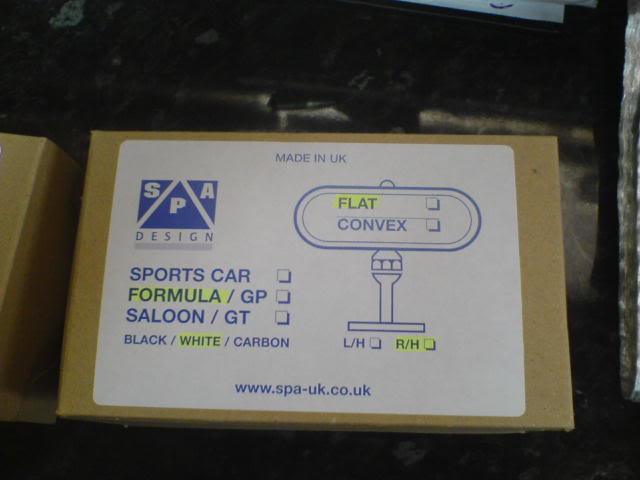 MADE IN UK
SPA
DESIGN
FLAT
CONVEX
SPORTS CAR
FORMULA / GP
SALOON / GT
BLACK / WHITE / CARBON
L/H R/H
www.spa-uk.co.uk